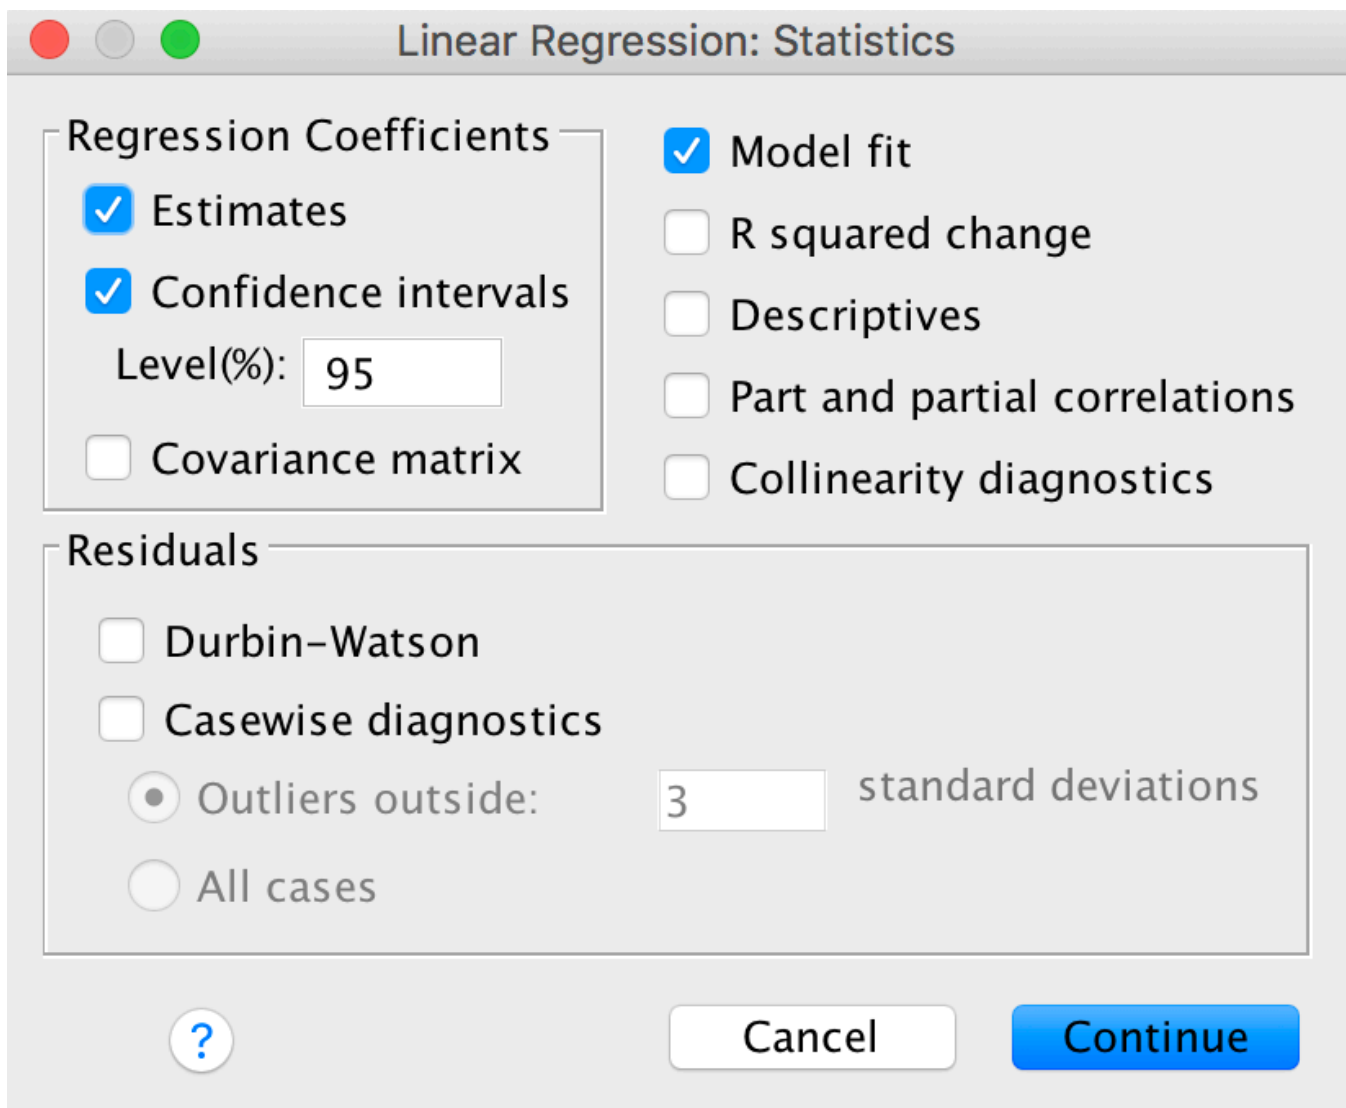 Linear Regression: Statistics
Regression Coefficients
Estimates
Confidence intervals
Level(%): 95
Covariance matrix
Model fit
R squared change
Descriptives
Part and partial correlations
Collinearity diagnostics
Residuals
Durbin-Watson
Casewise diagnostics
Outliers outside: 3 standard deviations
All cases
? Cancel Continue